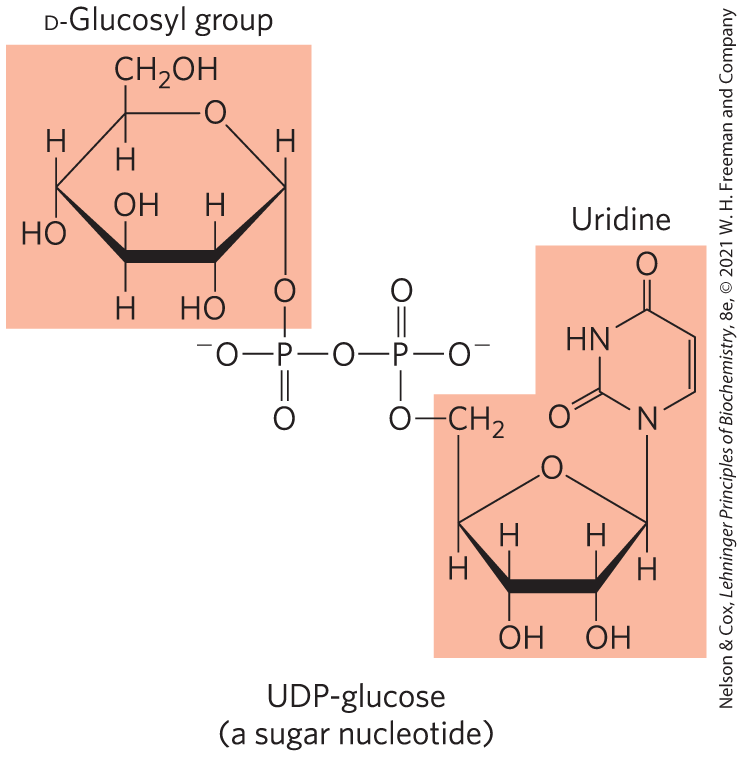 D-Glucosyl group
CH₂OH
O
H
H
H
OH
H
HO
H
HO
O
⁻O—P—O—P—O⁻
O
O
O—CH₂
Uridine
O
HN
O
N
O
H
H
H
H
OH
OH
UDP-glucose
(a sugar nucleotide)
Nelson & Cox, Lehninger Principles of Biochemistry, 8e, © 2021 W. H. Freeman and Company